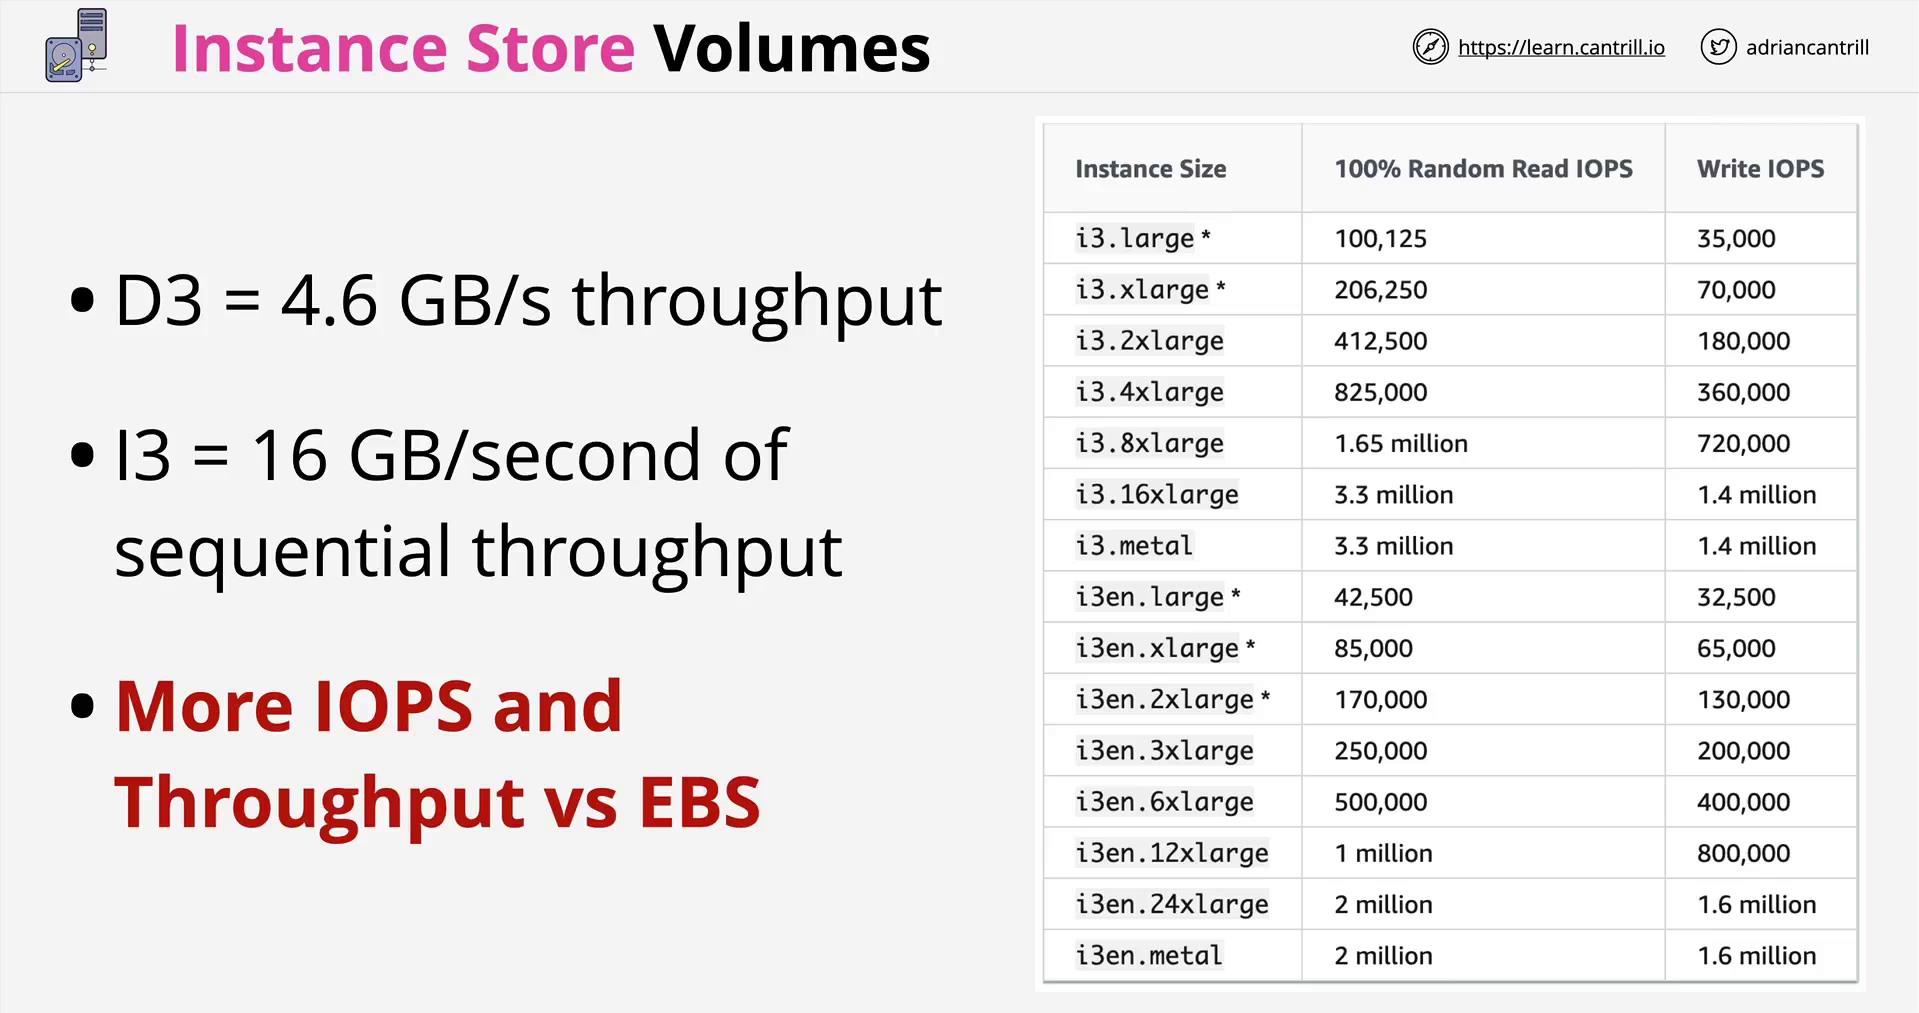 Instance Store Volumes
https://learn.cantrill.io
adriancantrill
• D3 = 4.6 GB/s throughput
• I3 = 16 GB/second of
sequential throughput
• More IOPS and
Throughput vs EBS
Instance Size 100% Random Read IOPS Write IOPS
i3.large * 100,125 35,000
i3.xlarge * 206,250 70,000
i3.2xlarge 412,500 180,000
i3.4xlarge 825,000 360,000
i3.8xlarge 1.65 million 720,000
i3.16xlarge 3.3 million 1.4 million
i3.metal 3.3 million 1.4 million
i3en.large * 42,500 32,500
i3en.xlarge * 85,000 65,000
i3en.2xlarge * 170,000 130,000
i3en.3xlarge 250,000 200,000
i3en.6xlarge 500,000 400,000
i3en.12xlarge 1 million 800,000
i3en.24xlarge 2 million 1.6 million
i3en.metal 2 million 1.6 million